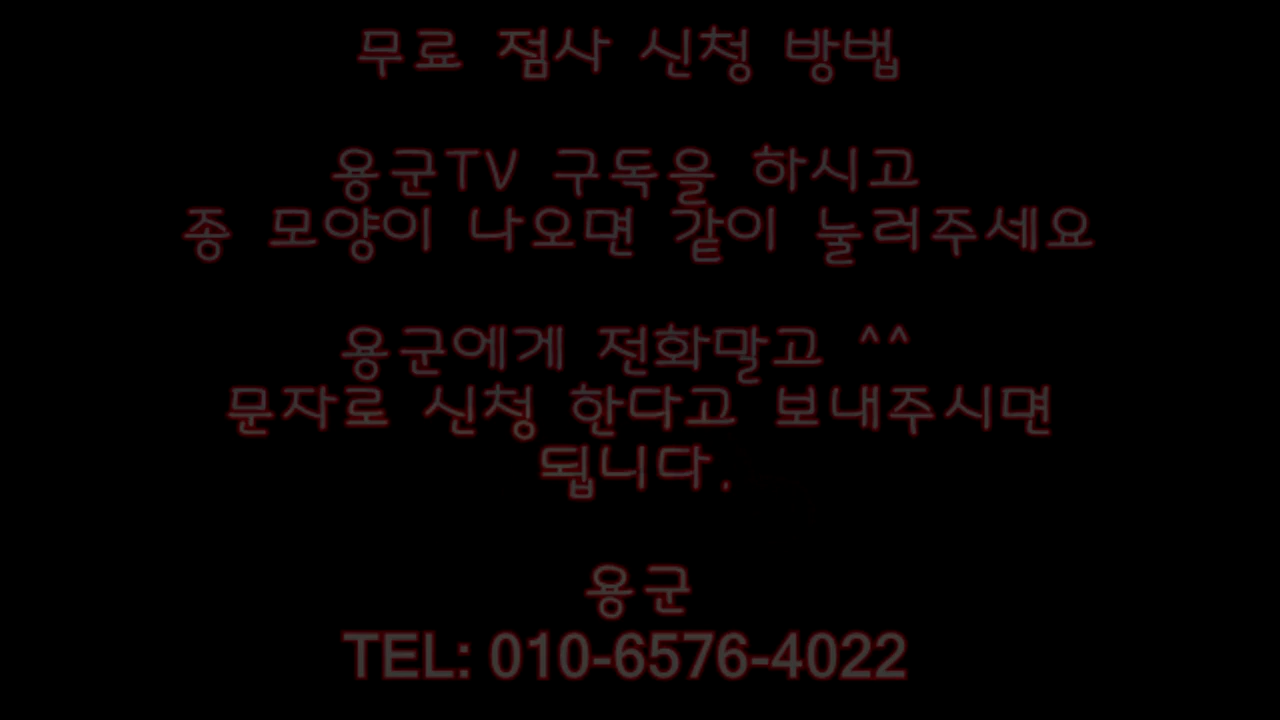 무료 점사 신청 방법
용군TV 구독을 하시고
종 모양이 나오면 같이 눌러주세요
용군에게 전화말고 ^^
문자로 신청 한다고 보내주시면
됩니다.
용군
TEL: 010-6576-4022